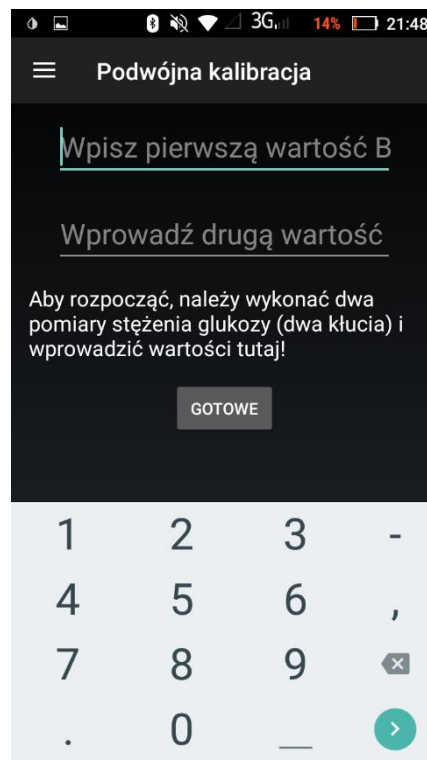 3G 14% 21:48
Podwójna kalibracja
Wpisz pierwszą wartość B
Wprowadź drugą wartość
Aby rozpocząć, należy wykonać dwa
pomiary stężenia glukozy (dwa kłucia) i
wprowadzić wartości tutaj!
GOTOWE
1 2 3 -
4 5 6 ,
7 8 9
. 0 _